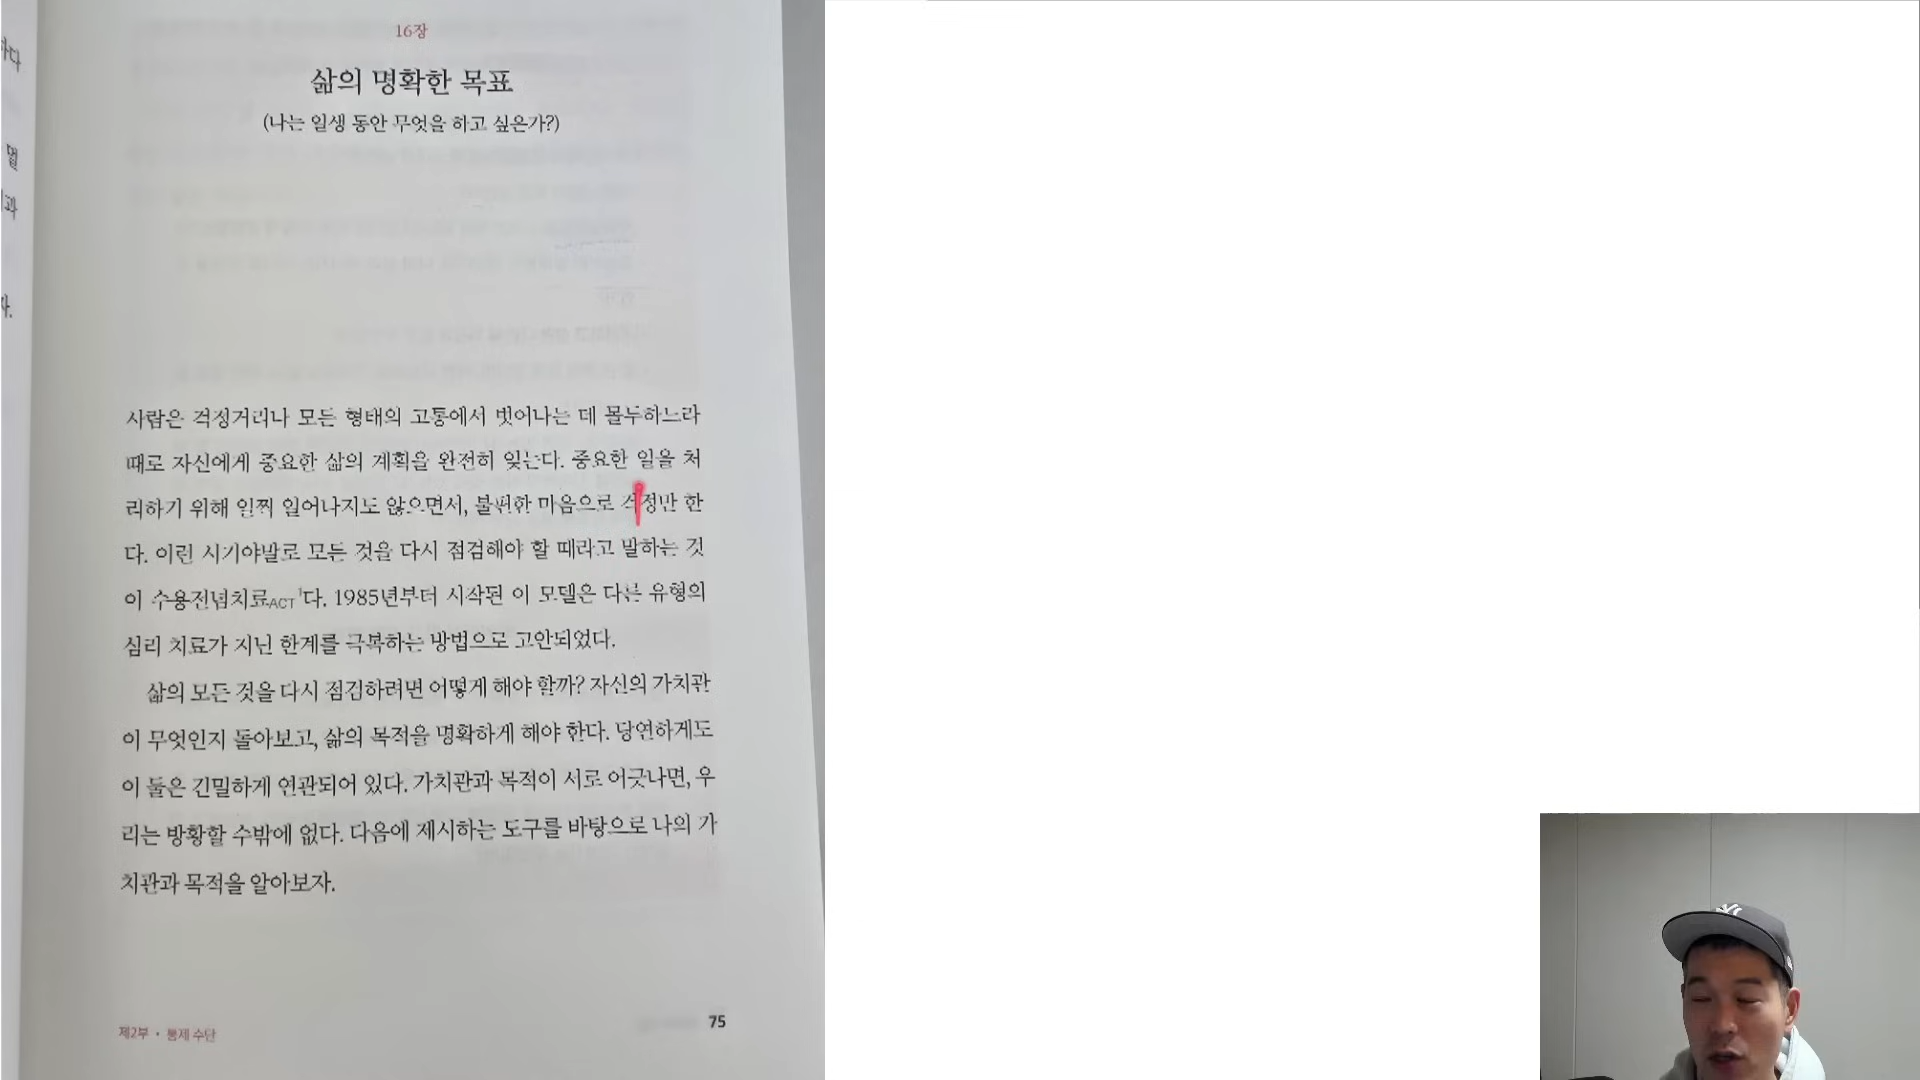 16장
삶의 명확한 목표
(나는 일생 동안 무엇을 하고 싶은가?)
사람은 걱정거리나 모든 형태의 고통에서 벗어나는 데 몰두하느라
때로 자신에게 중요한 삶의 계획을 완전히 잊는다. 중요한 일을 처
리하기 위해 일찍 일어나지도 않으면서, 불편한 마음으로 걱정만 한
다. 이런 시기야말로 모든 것을 다시 점검해야 할 때라고 말하는 것
이 수용전념치료ACT¹다. 1985년부터 시작된 이 모델은 다른 유형의
심리 치료가 지닌 한계를 극복하는 방법으로 고안되었다.
삶의 모든 것을 다시 점검하려면 어떻게 해야 할까? 자신의 가치관
이 무엇인지 돌아보고, 삶의 목적을 명확하게 해야 한다. 당연하게도
이 둘은 긴밀하게 연관되어 있다. 가치관과 목적이 서로 어긋나면, 우
리는 방황할 수밖에 없다. 다음에 제시하는 도구를 바탕으로 나의 가
치관과 목적을 알아보자.
제2부 • 통제 수단
75